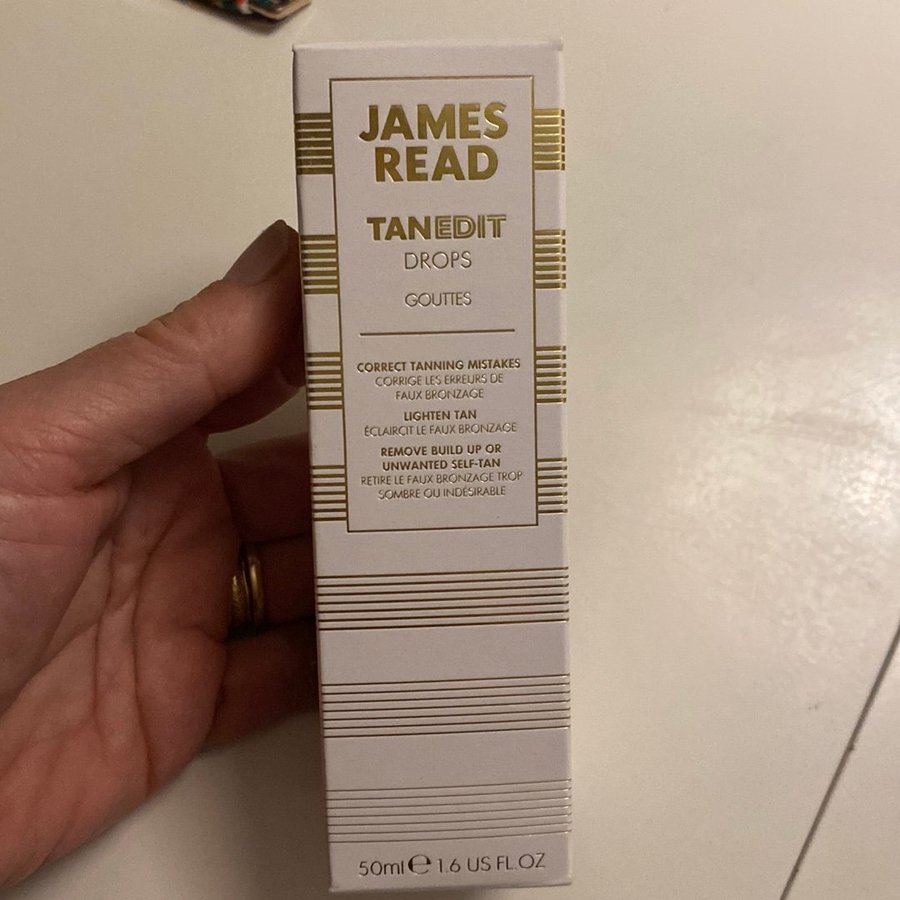 JAMES
READ
TANEDIT
DROPS
GOUTTES
CORRECT TANNING MISTAKES
CORRIGE LES ERREURS DE
FAUX BRONZAGE
LIGHTEN TAN
ÉCLAIRCIT LE FAUX BRONZAGE
REMOVE BUILD UP OR
UNWANTED SELF-TAN
RETIRE LE FAUX BRONZAGE TROP
SOMBRE OU INDÉSIRABLE
50ml ℮ 1.6 US FL.OZ